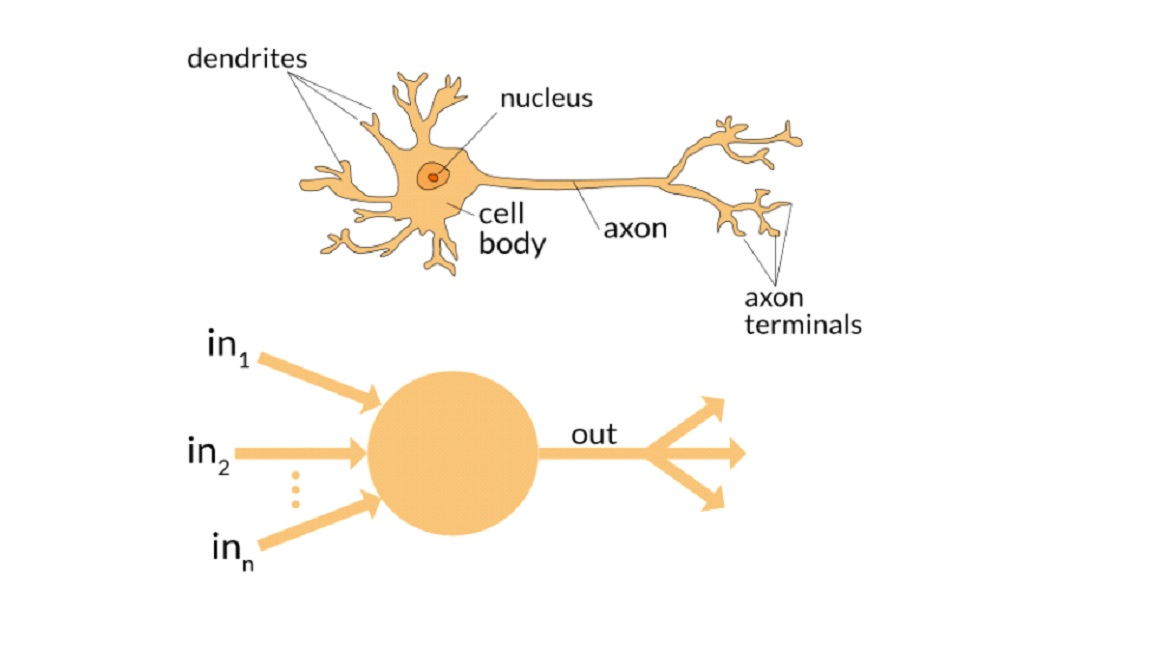 dendrites
nucleus
cell
body
axon
axon
terminals
in₁
in₂
inₙ
out